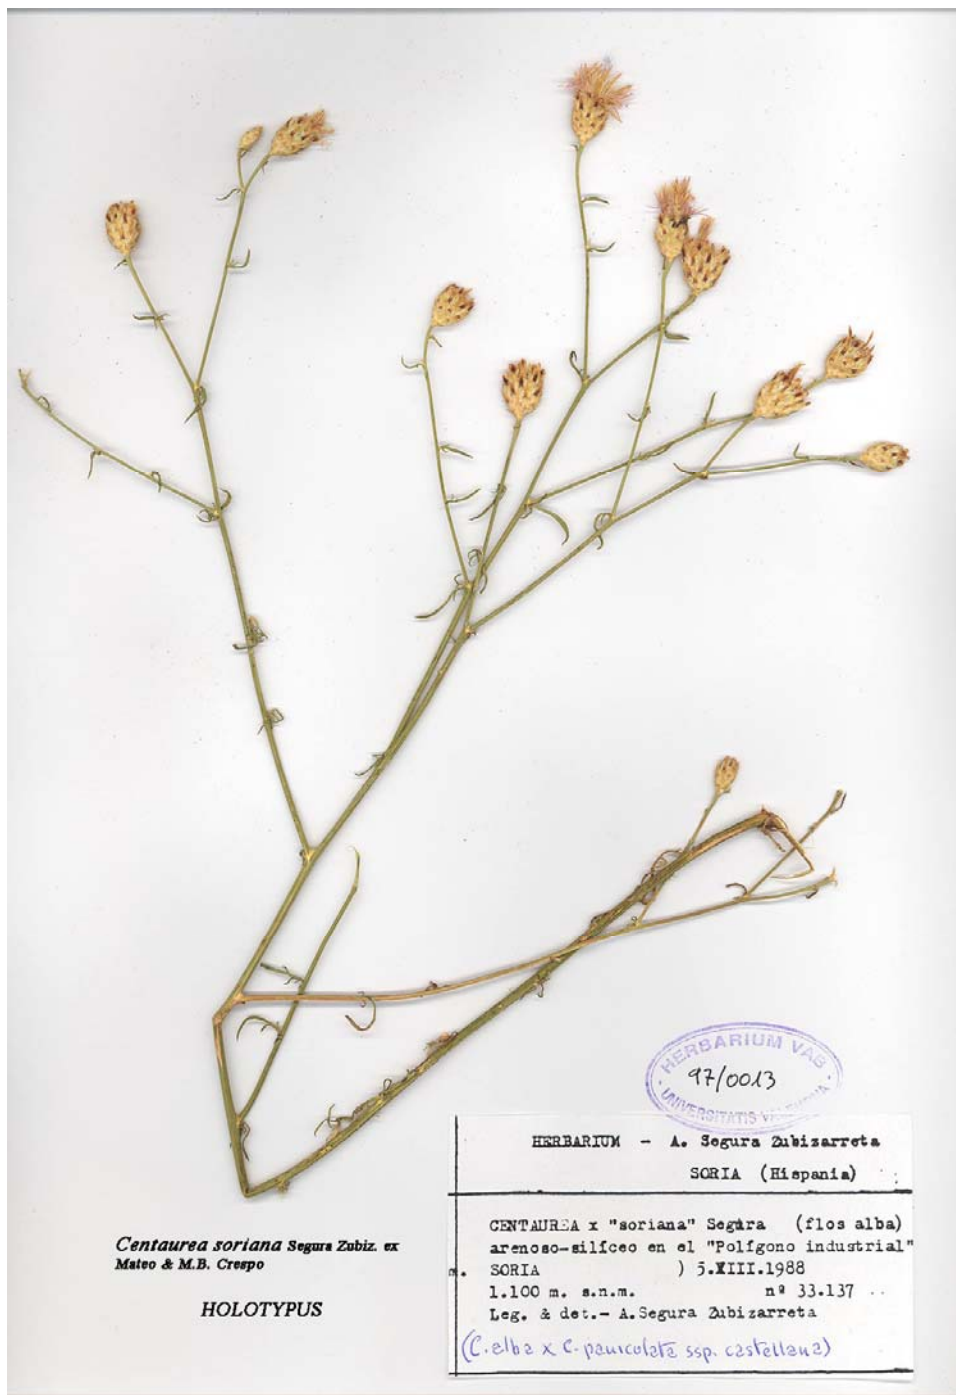 HERBARIUM VAB
97/0013
UNIVERSITATIS
HERBARIUM - A. Segura Zubizarreta
SORIA (Hispania)
CENTAUREA x "soriana" Segura (flos alba)
arenoso-silíceo en el "Polígono industrial"
SORIA ) 5.VIII.1988
1.100 m. s.n.m. nº 33.137
Leg. & det.- A.Segura Zubizarreta
(C. alba x C. paniculata ssp. castellana)
Centaurea soriana Segura Zubiz. ex
Mateo & M.B. Crespo
HOLOTYPUS